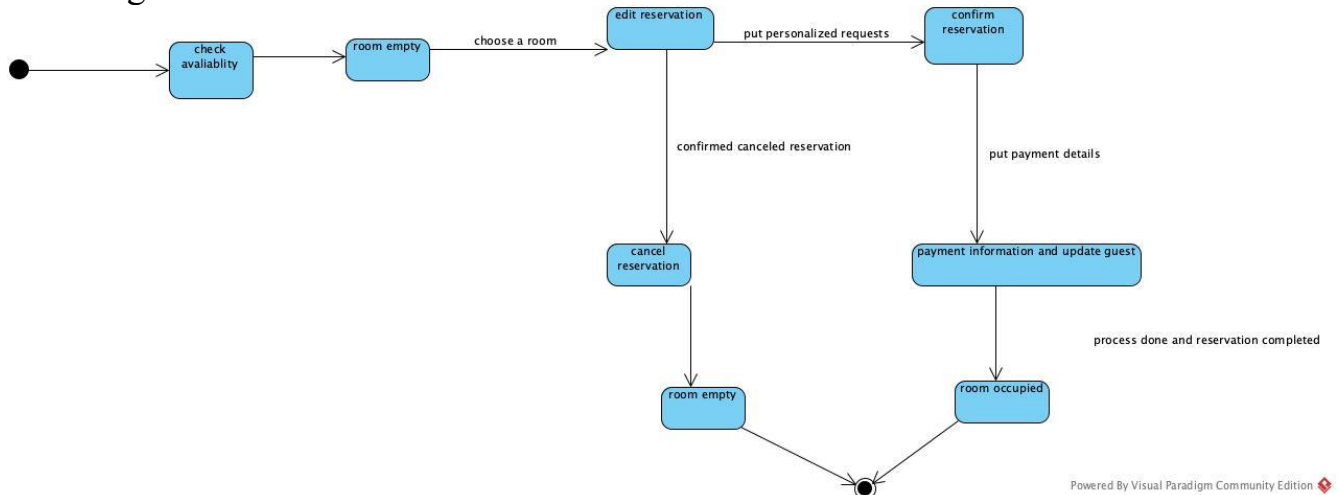 edit reservation
confirm
reservation
check
avaliablity
room empty
choose a room
put personalized requests
confirmed canceled reservation
put payment details
cancel
reservation
payment information and update guest
process done and reservation completed
room empty
room occupied
Powered By Visual Paradigm Community Edition